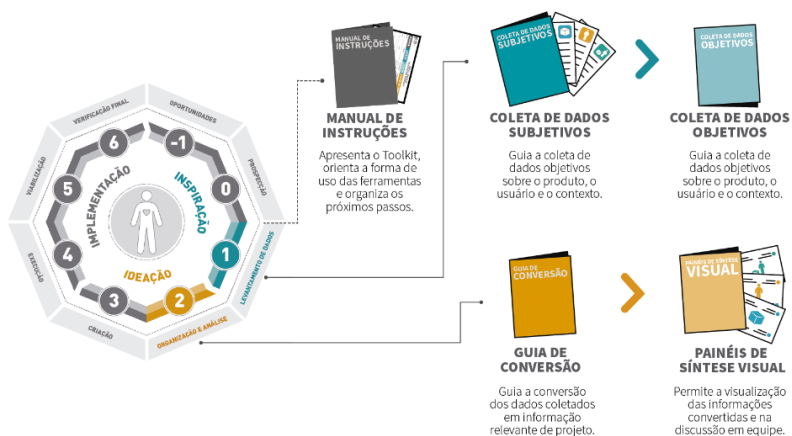 OPORTUNIDADES
PROSPECÇÃO
LEVANTAMENTO DE DADOS
ORGANIZAÇÃO E ANÁLISE
CRIAÇÃO
EXECUÇÃO
VIABILIZAÇÃO
VERIFICAÇÃO FINAL
-1
0
1
2
3
4
5
6
INSPIRAÇÃO
IDEAÇÃO
IMPLEMENTAÇÃO
MANUAL DE
INSTRUÇÕES
MANUAL DE
INSTRUÇÕES
Apresenta o Toolkit,
orienta a forma de
uso das ferramentas
e organiza os
próximos passos.
COLETA DE DADOS
SUBJETIVOS
COLETA DE DADOS
SUBJETIVOS
Guia a coleta de
dados objetivos
sobre o produto, o
usuário e o contexto.
COLETA DE DADOS
OBJETIVOS
COLETA DE DADOS
OBJETIVOS
Guia a coleta de
dados objetivos
sobre o produto, o
usuário e o contexto.
GUIA DE
CONVERSÃO
GUIA DE
CONVERSÃO
Guia a conversão
dos dados coletados
em informação
relevante de projeto.
PAINÉIS DE SÍNTESE
VISUAL
PAINÉIS DE
SÍNTESE VISUAL
Permite a visualização
das informações
convertidas e na
discussão em equipe.